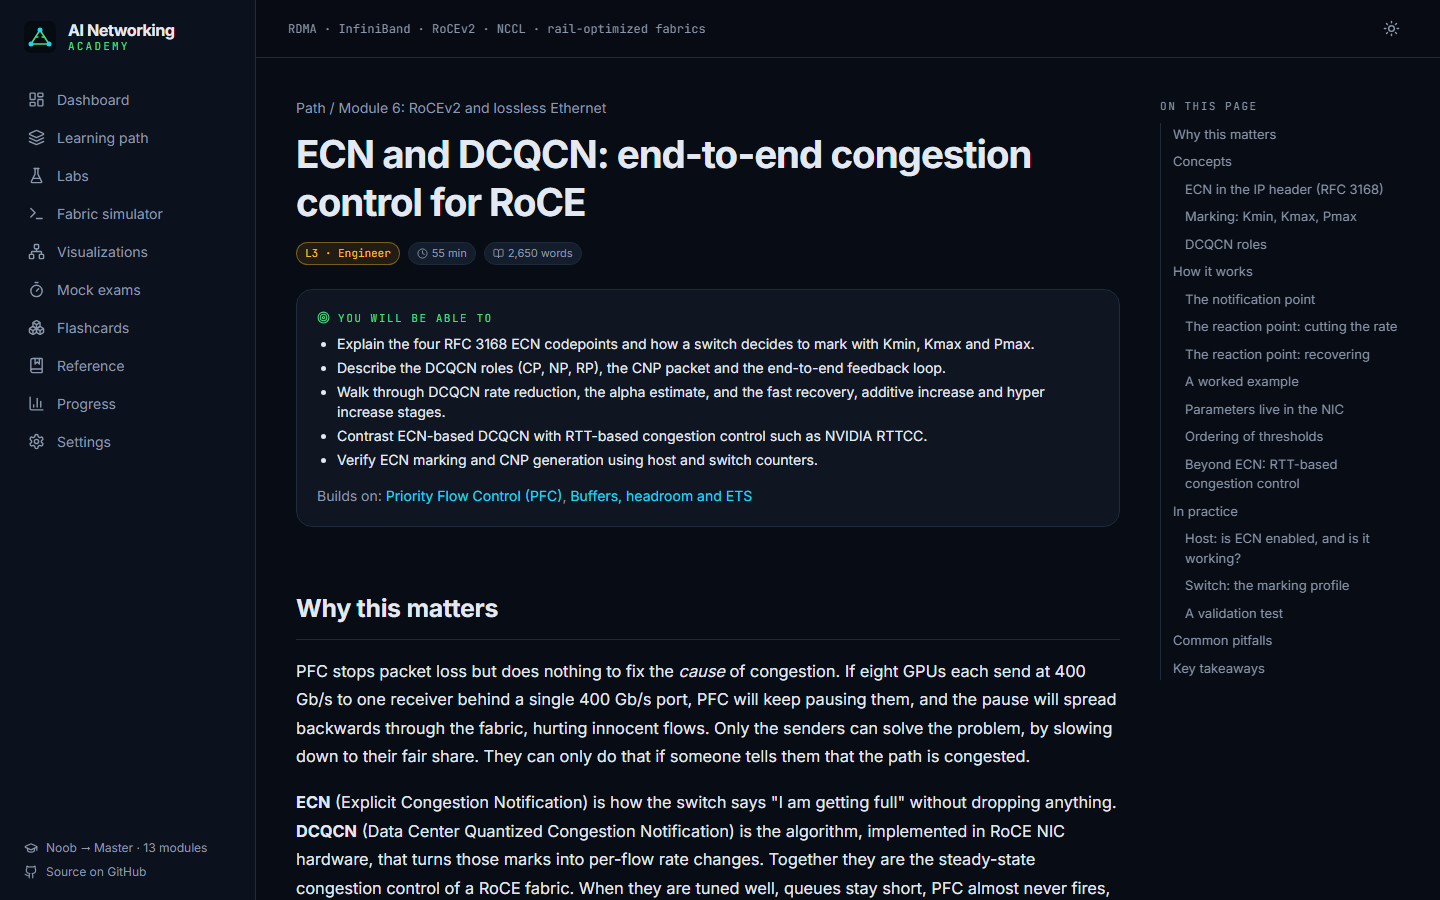 AI Networking
ACADEMY
Dashboard
Learning path
Labs
Fabric simulator
Visualizations
Mock exams
Flashcards
Reference
Progress
Settings
Noob → Master · 13 modules
Source on GitHub
RDMA · InfiniBand · RoCEv2 · NCCL · rail-optimized fabrics
Path / Module 6: RoCEv2 and lossless Ethernet
ECN and DCQCN: end-to-end congestion
control for RoCE
L3 · Engineer
55 min
2,650 words
YOU WILL BE ABLE TO
• Explain the four RFC 3168 ECN codepoints and how a switch decides to mark with Kmin, Kmax and Pmax.
• Describe the DCQCN roles (CP, NP, RP), the CNP packet and the end-to-end feedback loop.
• Walk through DCQCN rate reduction, the alpha estimate, and the fast recovery, additive increase and hyper
increase stages.
• Contrast ECN-based DCQCN with RTT-based congestion control such as NVIDIA RTTCC.
• Verify ECN marking and CNP generation using host and switch counters.
Builds on: Priority Flow Control (PFC), Buffers, headroom and ETS
Why this matters
PFC stops packet loss but does nothing to fix the cause of congestion. If eight GPUs each send at 400
Gb/s to one receiver behind a single 400 Gb/s port, PFC will keep pausing them, and the pause will spread
backwards through the fabric, hurting innocent flows. Only the senders can solve the problem, by slowing
down to their fair share. They can only do that if someone tells them that the path is congested.
ECN (Explicit Congestion Notification) is how the switch says "I am getting full" without dropping anything.
DCQCN (Data Center Quantized Congestion Notification) is the algorithm, implemented in RoCE NIC
hardware, that turns those marks into per-flow rate changes. Together they are the steady-state
congestion control of a RoCE fabric. When they are tuned well, queues stay short, PFC almost never fires,
ON THIS PAGE
Why this matters
Concepts
ECN in the IP header (RFC 3168)
Marking: Kmin, Kmax, Pmax
DCQCN roles
How it works
The notification point
The reaction point: cutting the rate
The reaction point: recovering
A worked example
Parameters live in the NIC
Ordering of thresholds
Beyond ECN: RTT-based
congestion control
In practice
Host: is ECN enabled, and is it
working?
Switch: the marking profile
A validation test
Common pitfalls
Key takeaways